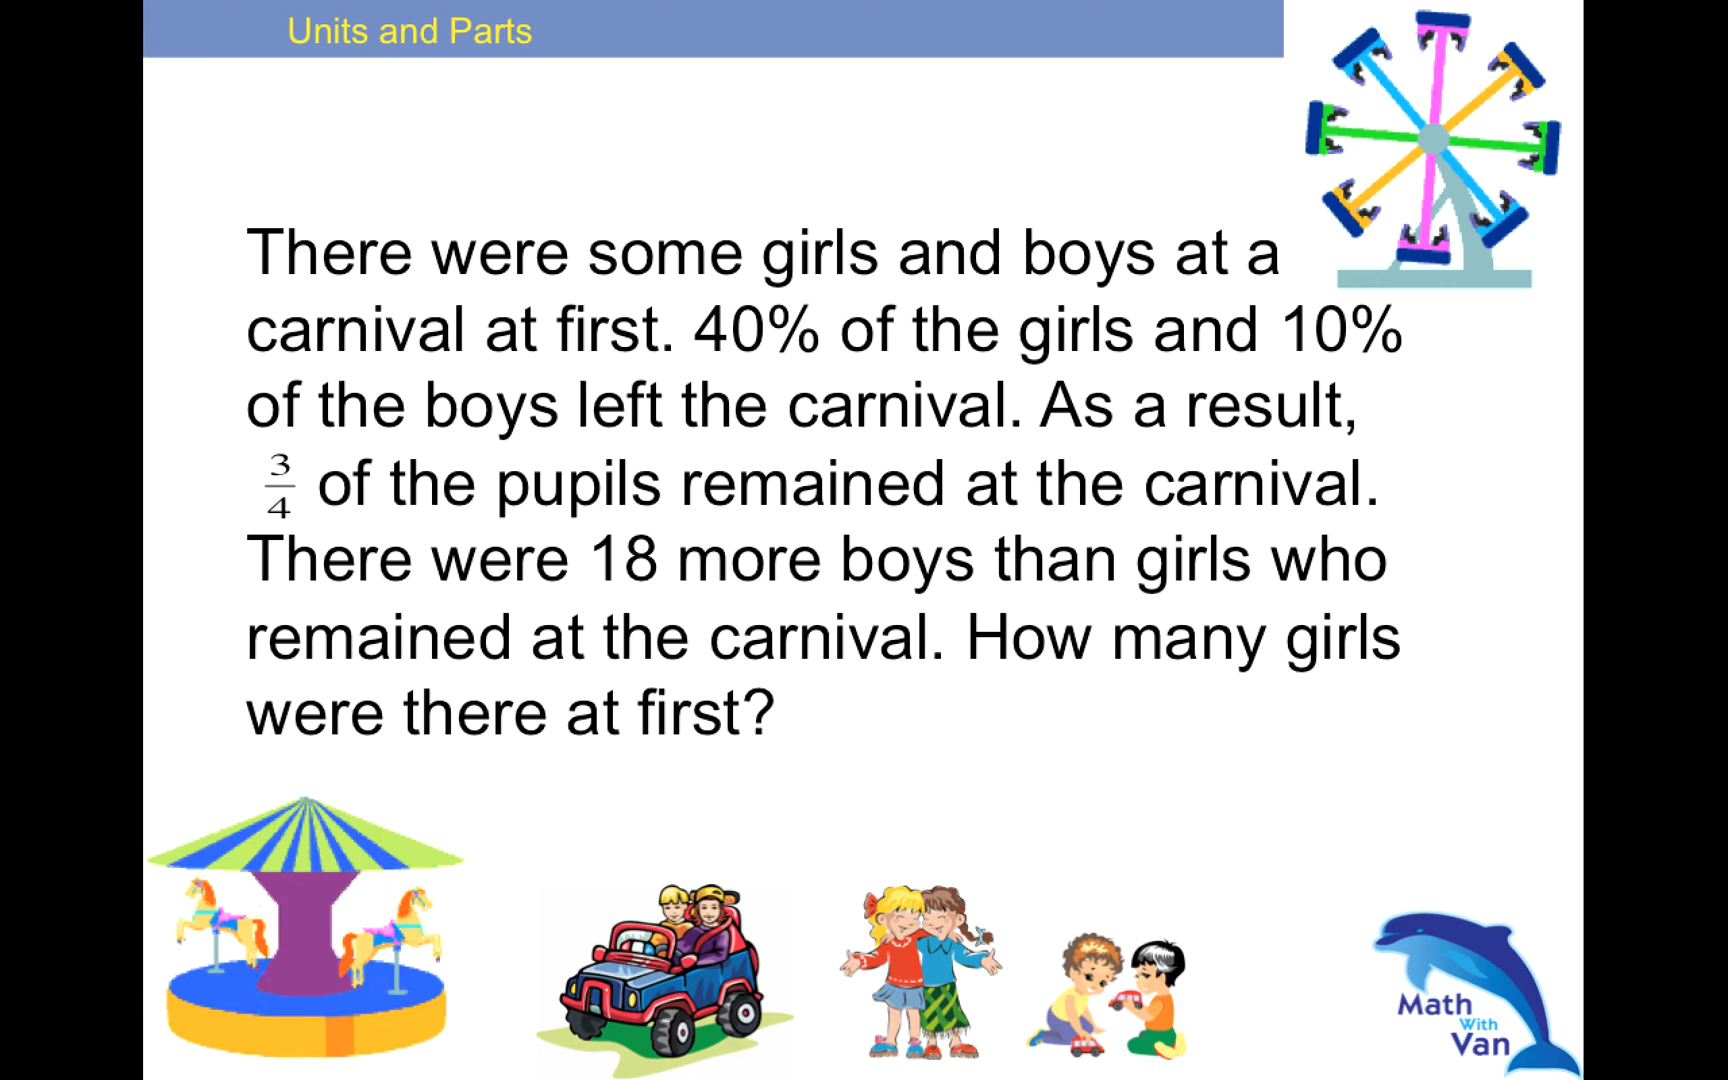 Units and Parts
There were some girls and boys at a
carnival at first. 40% of the girls and 10%
of the boys left the carnival. As a result,
3/4 of the pupils remained at the carnival.
There were 18 more boys than girls who
remained at the carnival. How many girls
were there at first?
Math
With
Van